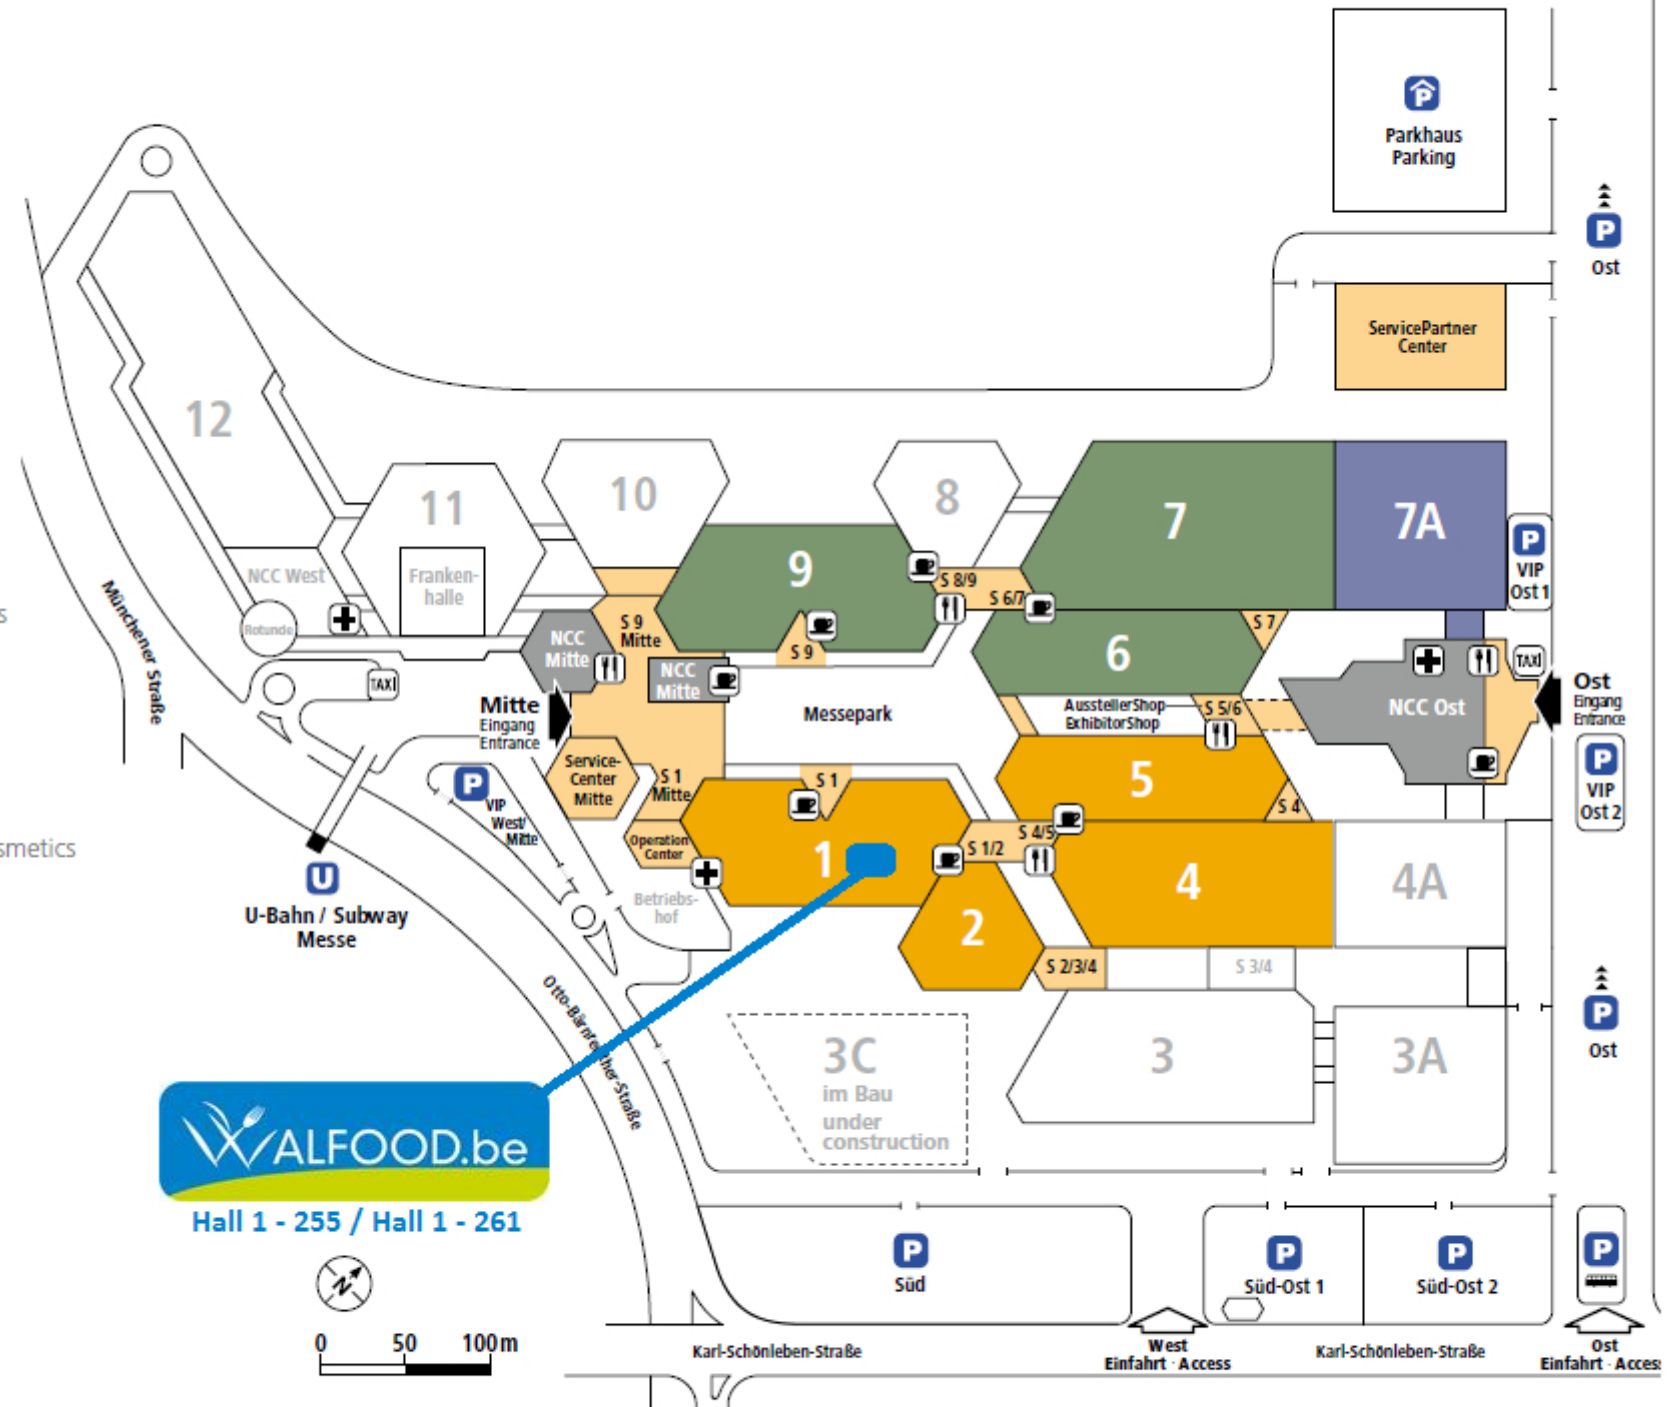 P
Parkhaus
Parking
P
Ost
ServicePartner
Center
12
11
10
8
7
7A
9
NCC West
Franken-
halle
Rotunde
S 8/9
S 6/7
P
VIP
Ost 1
NCC
Mitte
S 9
Mitte
S 9
6
S 7
NCC
Mitte
TAXI
TAXI
Münchener Straße
Mitte
Eingang
Entrance
Messepark
AusstellerShop
ExhibitorShop
S 5/6
NCC Ost
Ost
Eingang
Entrance
Service-
Center
Mitte
S 1
Mitte
S 1
5
S 4
P
VIP
Ost 2
P
VIP
West/
Mitte
Operation
Center
1
S 1/2
S 4/5
4
4A
smetics
s
U
U-Bahn / Subway
Messe
Betriebs-
hof
2
S 2/3/4
S 3/4
P
Ost
3C
im Bau
under
construction
3
3A
WALFOOD.be
Hall 1 - 255 / Hall 1 - 261
N
0 50 100m
P
Süd
P
Süd-Ost 1
P
Süd-Ost 2
P
Karl-Schönleben-Straße
West
Einfahrt · Access
Karl-Schönleben-Straße
Ost
Einfahrt · Access